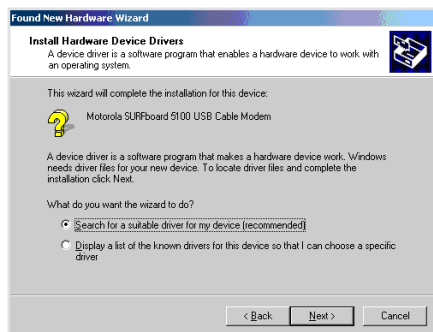 Found New Hardware Wizard
Install Hardware Device Drivers
A device driver is a software program that enables a hardware device to work with
an operating system.
This wizard will complete the installation for this device:
Motorola SURFboard 5100 USB Cable Modem
A device driver is a software program that makes a hardware device work. Windows
needs driver files for your new device. To locate driver files and complete the
installation click Next.
What do you want the wizard to do?
Search for a suitable driver for my device (recommended)
Display a list of the known drivers for this device so that I can choose a specific
driver
< Back Next > Cancel